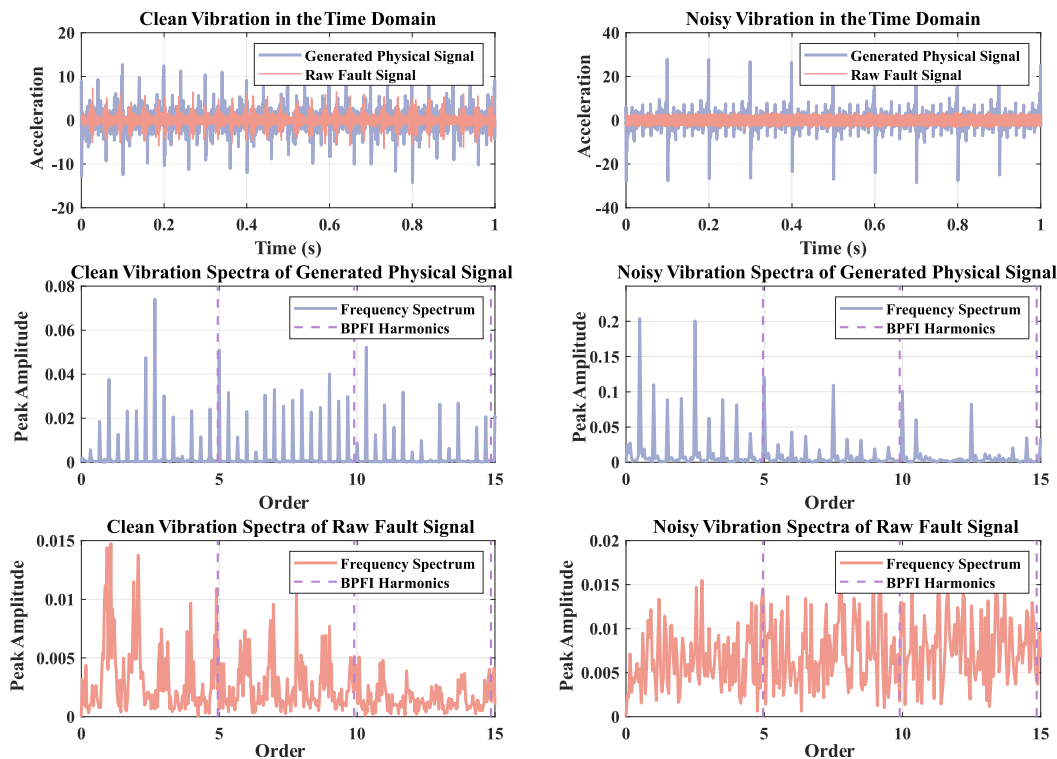 Clean Vibration in the Time Domain
20
10
0
-10
-20
Acceleration
Generated Physical Signal
Raw Fault Signal
0 0.2 0.4 0.6 0.8 1
Time (s)
Noisy Vibration in the Time Domain
40
20
0
-20
-40
Acceleration
Generated Physical Signal
Raw Fault Signal
0 0.2 0.4 0.6 0.8 1
Time (s)
Clean Vibration Spectra of Generated Physical Signal
0.08
0.06
0.04
0.02
0
Peak Amplitude
Frequency Spectrum
BPFI Harmonics
0 5 10 15
Order
Noisy Vibration Spectra of Generated Physical Signal
0.2
0.15
0.1
0.05
0
Peak Amplitude
Frequency Spectrum
BPFI Harmonics
0 5 10 15
Order
Clean Vibration Spectra of Raw Fault Signal
0.015
0.01
0.005
0
Peak Amplitude
Frequency Spectrum
BPFI Harmonics
0 5 10 15
Order
Noisy Vibration Spectra of Raw Fault Signal
0.02
0.015
0.01
0.005
0
Peak Amplitude
Frequency Spectrum
BPFI Harmonics
0 5 10 15
Order